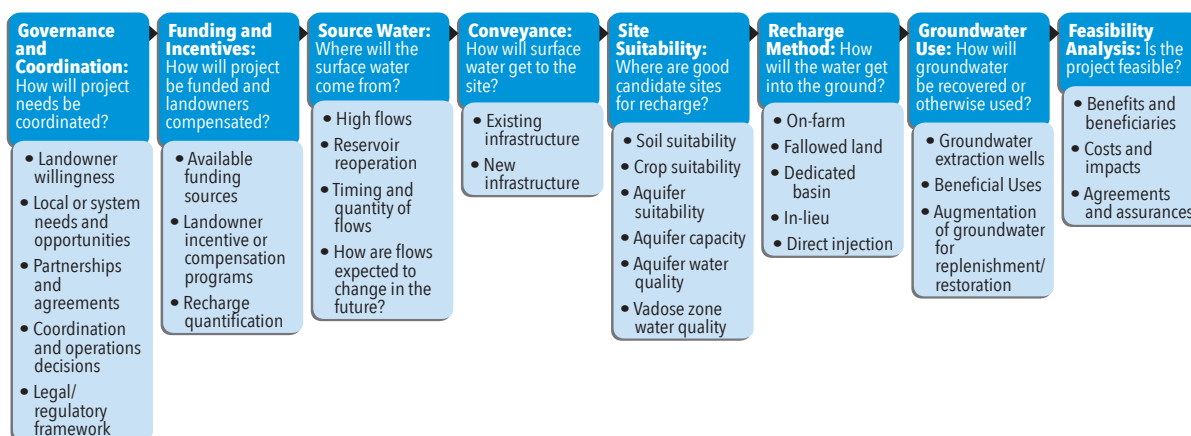 Governance
and
Coordination:
How will project
needs be
coordinated?
• Landowner
willingness
• Local or system
needs and
opportunities
• Partnerships
and
agreements
• Coordination
and operations
decisions
• Legal/
regulatory
framework
Funding and
Incentives:
How will project
be funded and
landowners
compensated?
• Available
funding
sources
• Landowner
incentive or
compensation
programs
• Recharge
quantification
Source Water:
Where will the
surface water
come from?
• High flows
• Reservoir
reoperation
• Timing and
quantity of
flows
• How are flows
expected to
change in the
future?
Conveyance:
How will surface
water get to the
site?
• Existing
infrastructure
• New
infrastructure
Site
Suitability:
Where are good
candidate sites
for recharge?
• Soil suitability
• Crop suitability
• Aquifer
suitability
• Aquifer capacity
• Aquifer water
quality
• Vadose zone
water quality
Recharge
Method: How
will the water get
into the ground?
• On-farm
• Fallowed land
• Dedicated
basin
• In-lieu
• Direct injection
Groundwater
Use: How will
groundwater
be recovered or
otherwise used?
• Groundwater
extraction wells
• Beneficial Uses
• Augmentation
of groundwater
for
replenishment/
restoration
Feasibility
Analysis: Is the
project feasible?
• Benefits and
beneficiaries
• Costs and
impacts
• Agreements
and assurances